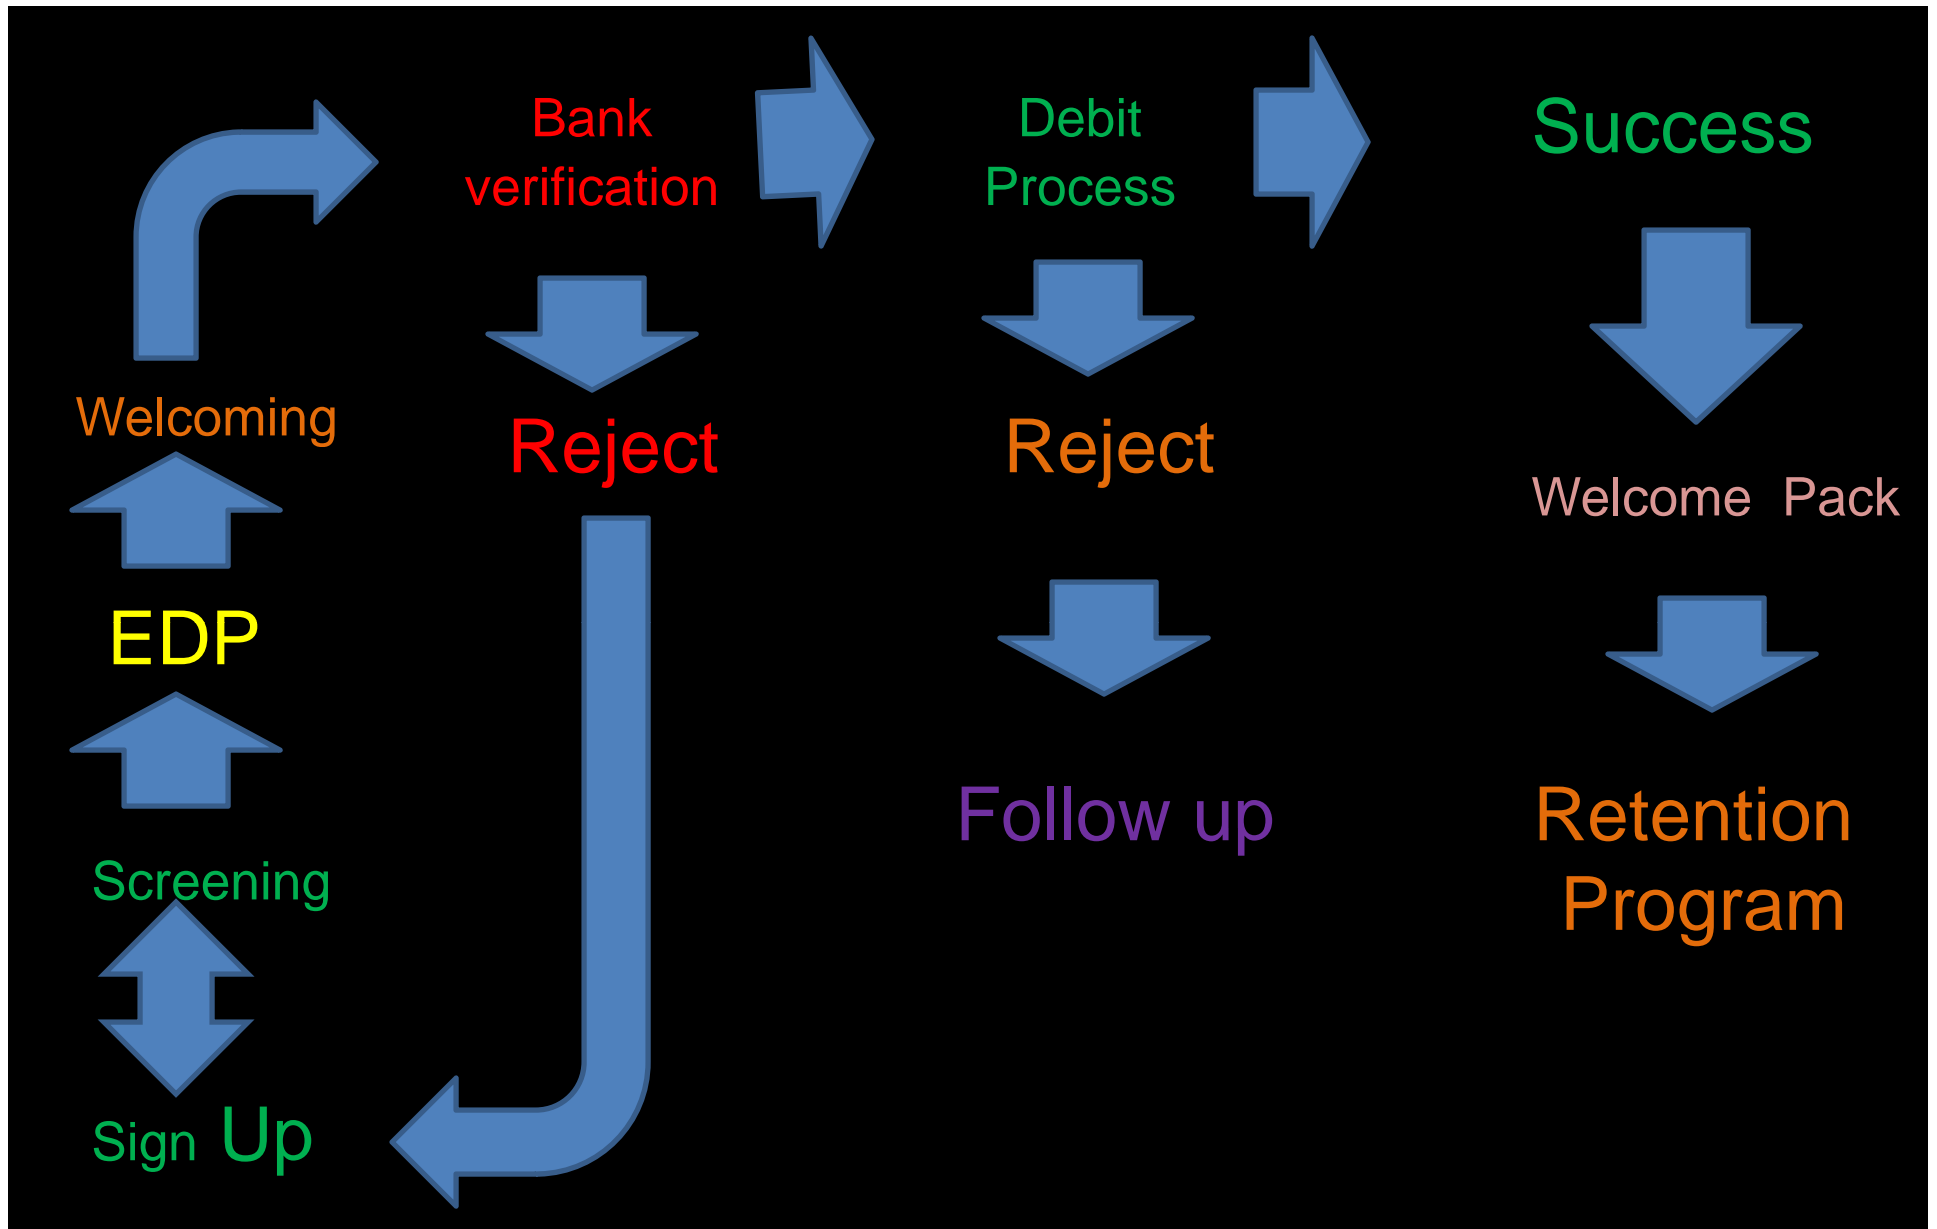 Bank
verification
Debit
Process
Success
Welcoming
Reject
Reject
Welcome Pack
EDP
Follow up
Retention
Program
Screening
Sign Up